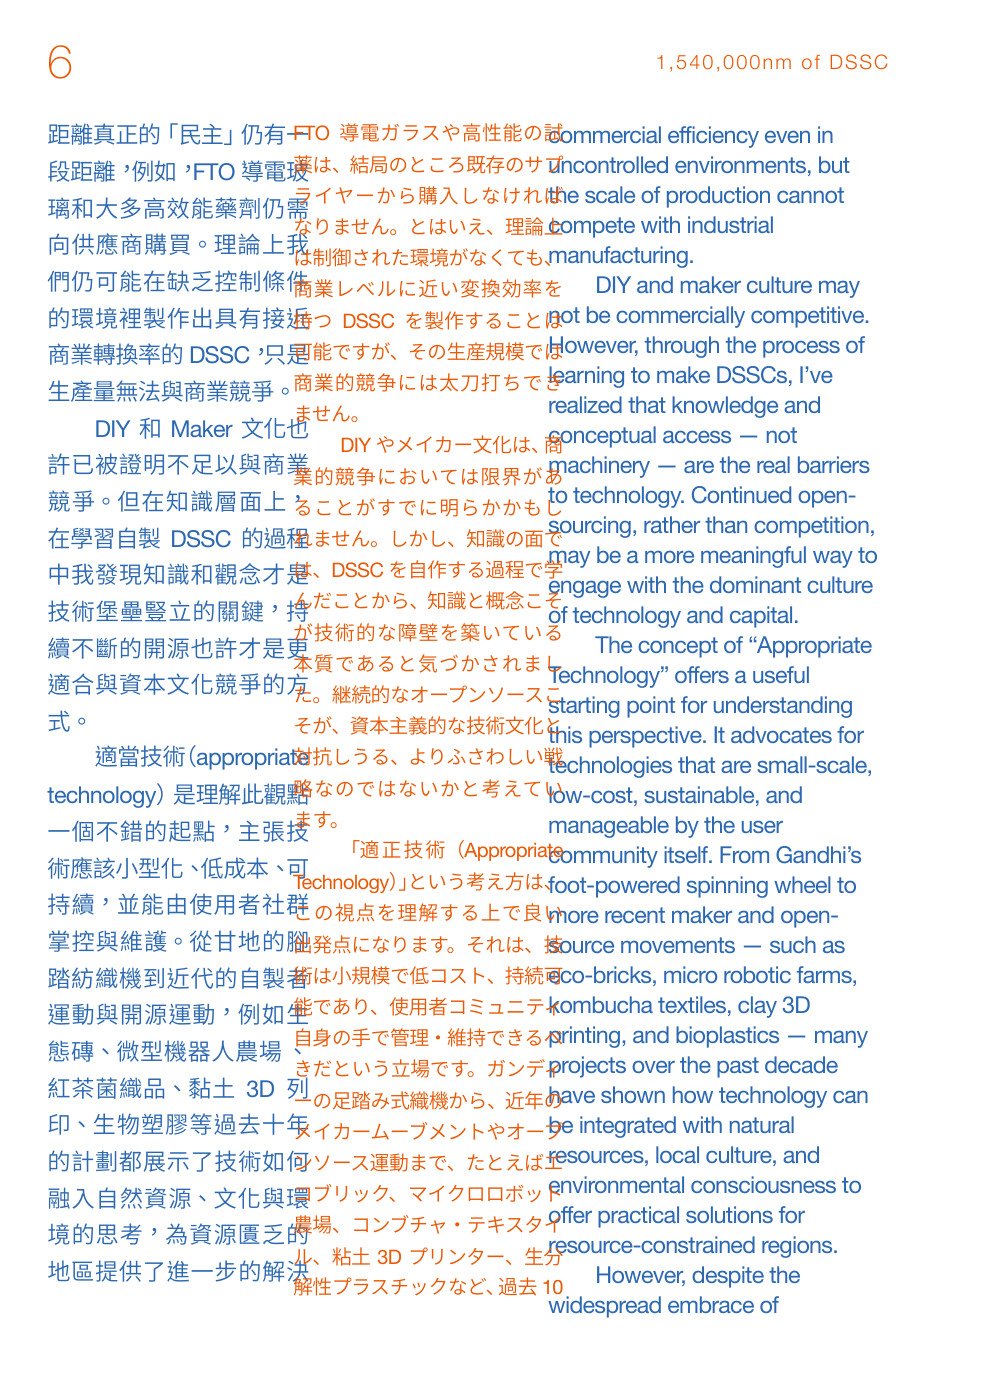 6
1,540,000nm of DSSC
距離真正的「民主」仍有一
段距離，例如，FTO 導電玻
璃和大多高效能藥劑仍需
向供應商購買。理論上我
們仍可能在缺乏控制條件
的環境裡製作出具有接近
商業轉換率的 DSSC，只是
生產量無法與商業競爭。
DIY 和 Maker 文化也
許已被證明不足以與商業
競爭。但在知識層面上，
在學習自製 DSSC 的過程
中我發現知識和觀念才是
技術堡壘豎立的關鍵，持
續不斷的開源也許才是更
適合與資本文化競爭的方
式。
適當技術（appropriate
technology）是理解此觀點
一個不錯的起點，主張技
術應該小型化、低成本、可
持續，並能由使用者社群
掌控與維護。從甘地的腳
踏紡織機到近代的自製者
運動與開源運動，例如生
態磚、微型機器人農場、
紅茶菌織品、黏土 3D 列
印、生物塑膠等過去十年
的計劃都展示了技術如何
融入自然資源、文化與環
境的思考，為資源匱乏的
地區提供了進一步的解決
FTO 導電ガラスや高性能の試
薬は、結局のところ既存のサプ
ライヤーから購入しなければ
なりません。とはいえ、理論上
は制御された環境がなくても、
商業レベルに近い変換効率を
持つ DSSC を製作することは
可能ですが、その生産規模では
商業的競争には太刀打ちでき
ません。
DIY やメイカー文化は、商
業的競争においては限界があ
ることがすでに明らかかもし
れません。しかし、知識の面で
は、DSSC を自作する過程で学
んだことから、知識と概念こそ
が技術的な障壁を築いている
本質であると気づかされまし
た。継続的なオープンソースこ
そが、資本主義的な技術文化と
対抗しうる、よりふさわしい戦
略なのではないかと考えてい
ます。
「適正技術（Appropriate
Technology）」という考え方は、
この視点を理解する上で良い
出発点になります。それは、技
術は小規模で低コスト、持続可
能であり、使用者コミュニティ
自身の手で管理・維持できるべ
きだという立場です。ガンディ
ーの足踏み式織機から、近年の
メイカームーブメントやオープ
ンソース運動まで、たとえばエ
コブリック、マイクロロボット
農場、コンブチャ・テキスタイ
ル、粘土 3D プリンター、生分
解性プラスチックなど、過去 10
commercial efficiency even in
uncontrolled environments, but
the scale of production cannot
compete with industrial
manufacturing.
DIY and maker culture may
not be commercially competitive.
However, through the process of
learning to make DSSCs, I’ve
realized that knowledge and
conceptual access — not
machinery — are the real barriers
to technology. Continued open-
sourcing, rather than competition,
may be a more meaningful way to
engage with the dominant culture
of technology and capital.
The concept of “Appropriate
Technology” offers a useful
starting point for understanding
this perspective. It advocates for
technologies that are small-scale,
low-cost, sustainable, and
manageable by the user
community itself. From Gandhi’s
foot-powered spinning wheel to
more recent maker and open-
source movements — such as
eco-bricks, micro robotic farms,
kombucha textiles, clay 3D
printing, and bioplastics — many
projects over the past decade
have shown how technology can
be integrated with natural
resources, local culture, and
environmental consciousness to
offer practical solutions for
resource-constrained regions.
However, despite the
widespread embrace of